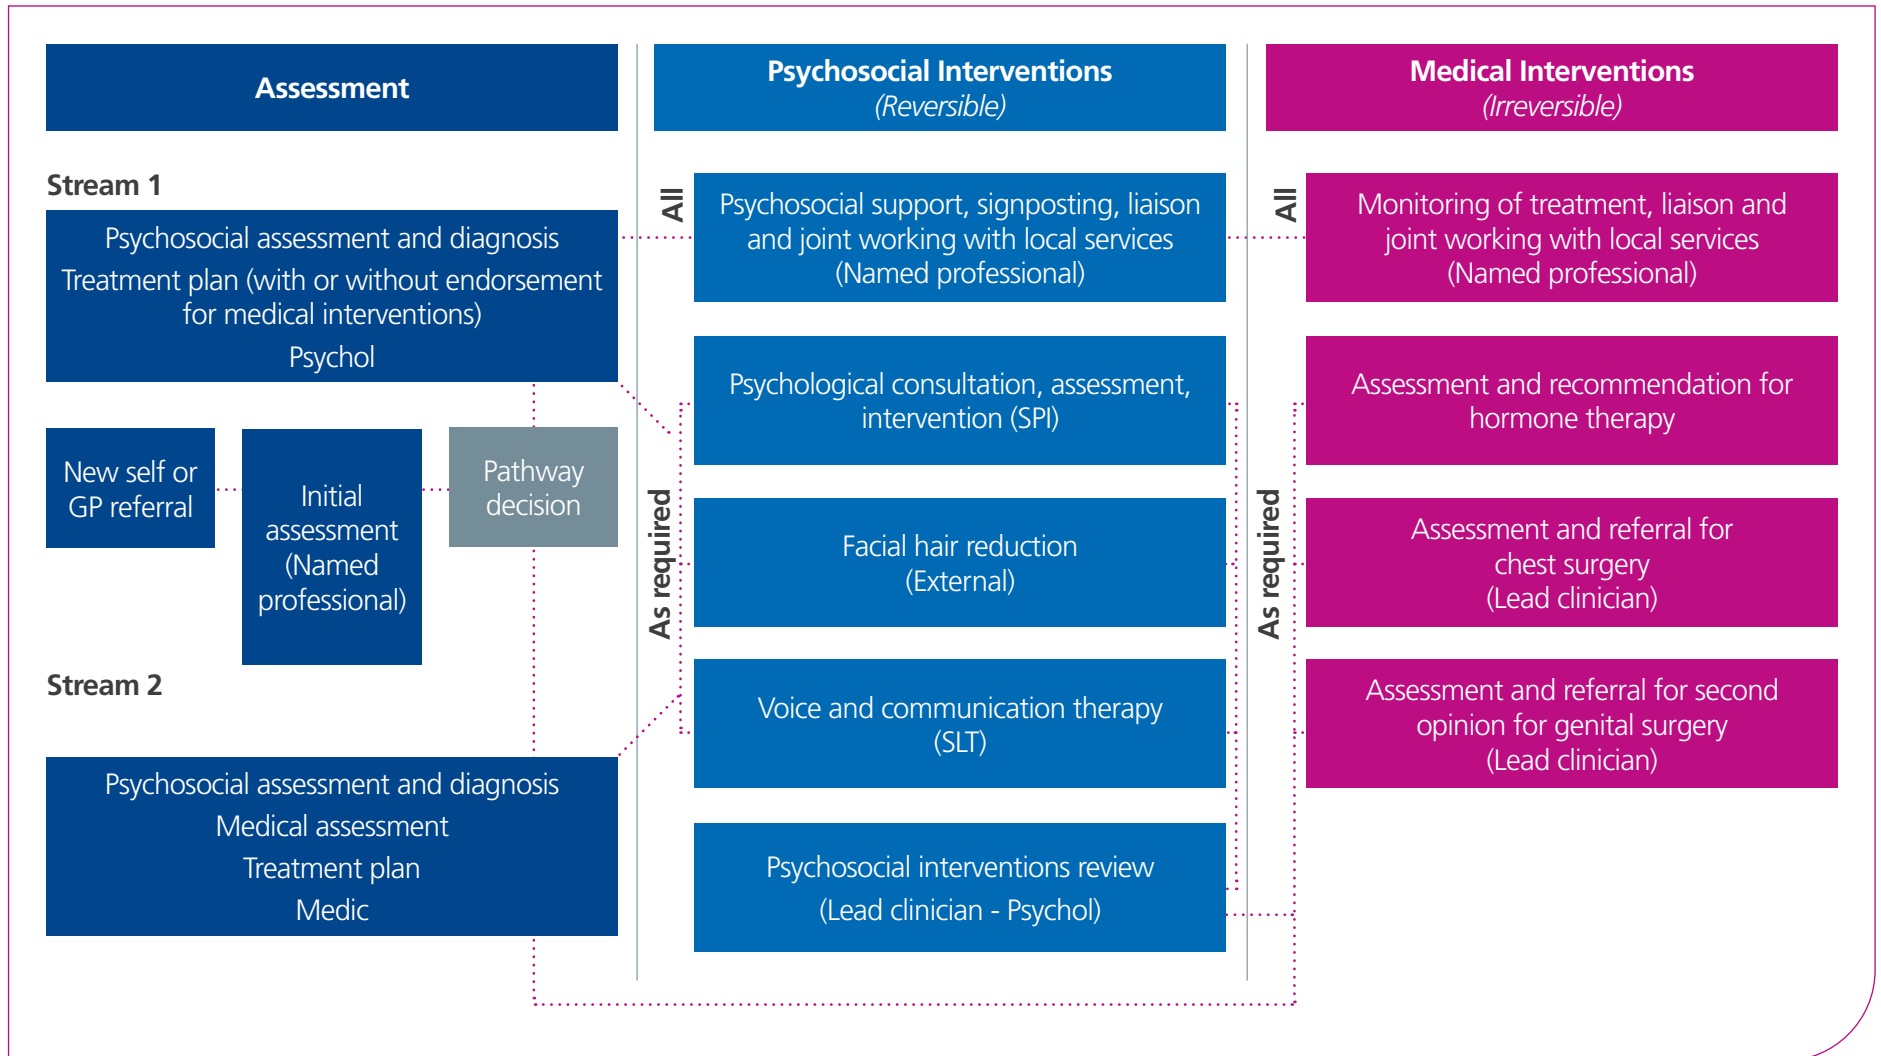 Assessment
Psychosocial Interventions
(Reversible)
Medical Interventions
(Irreversible)
Stream 1
Psychosocial assessment and diagnosis
Treatment plan (with or without endorsement
for medical interventions)
Psychol
New self or
GP referral
Initial
assessment
(Named
professional)
Pathway
decision
Stream 2
Psychosocial assessment and diagnosis
Medical assessment
Treatment plan
Medic
All
Psychosocial support, signposting, liaison
and joint working with local services
(Named professional)
As required
Psychological consultation, assessment,
intervention (SPI)
Facial hair reduction
(External)
Voice and communication therapy
(SLT)
Psychosocial interventions review
(Lead clinician - Psychol)
All
Monitoring of treatment, liaison and
joint working with local services
(Named professional)
As required
Assessment and recommendation for
hormone therapy
Assessment and referral for
chest surgery
(Lead clinician)
Assessment and referral for second
opinion for genital surgery
(Lead clinician)